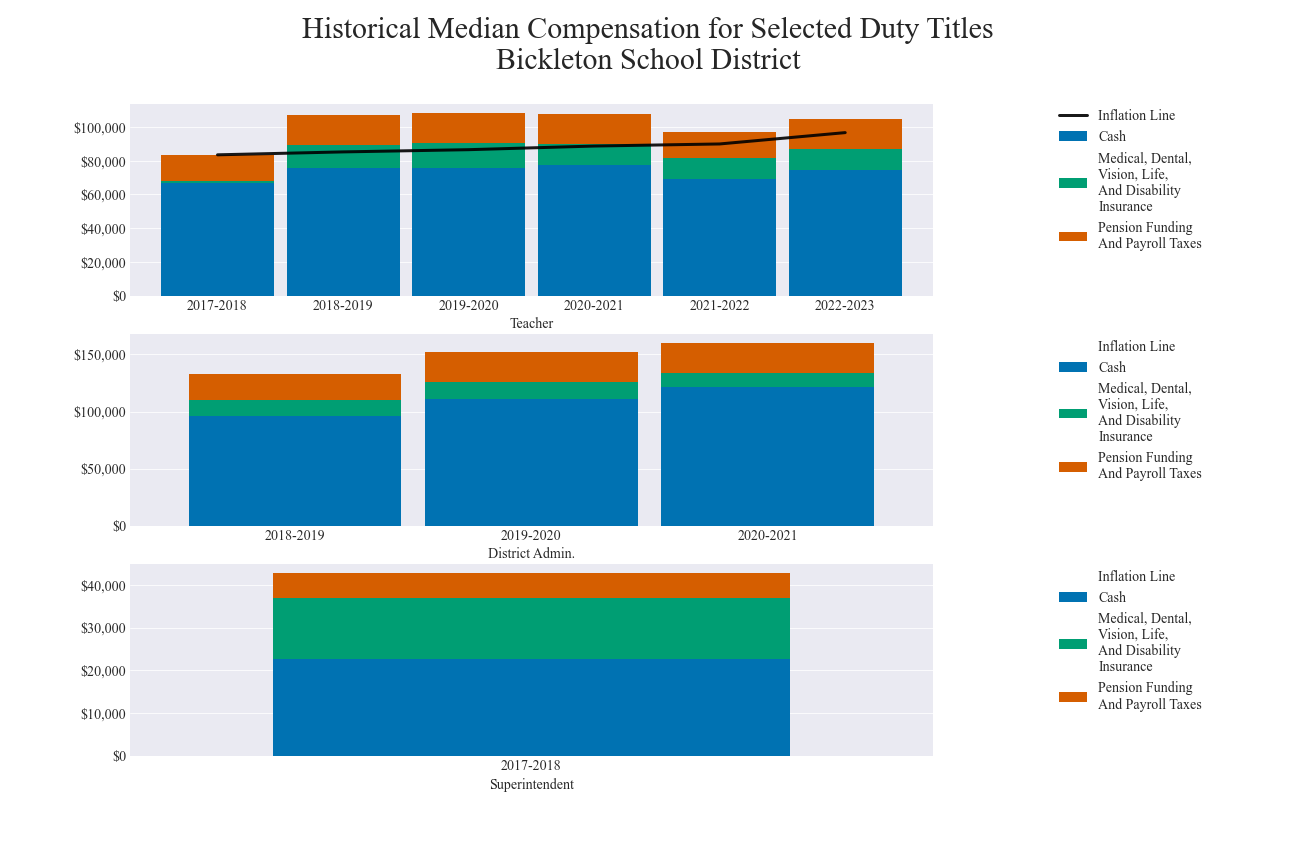 Historical Median Compensation for Selected Duty Titles
Bickleton School District
$100,000
$80,000
$60,000
$40,000
$20,000
$0
2017-2018 2018-2019 2019-2020 2020-2021 2021-2022 2022-2023
Teacher
Inflation Line
Cash
Medical, Dental,
Vision, Life,
And Disability
Insurance
Pension Funding
And Payroll Taxes
$150,000
$100,000
$50,000
$0
2018-2019 2019-2020 2020-2021
District Admin.
Inflation Line
Cash
Medical, Dental,
Vision, Life,
And Disability
Insurance
Pension Funding
And Payroll Taxes
$40,000
$30,000
$20,000
$10,000
$0
2017-2018
Superintendent
Inflation Line
Cash
Medical, Dental,
Vision, Life,
And Disability
Insurance
Pension Funding
And Payroll Taxes